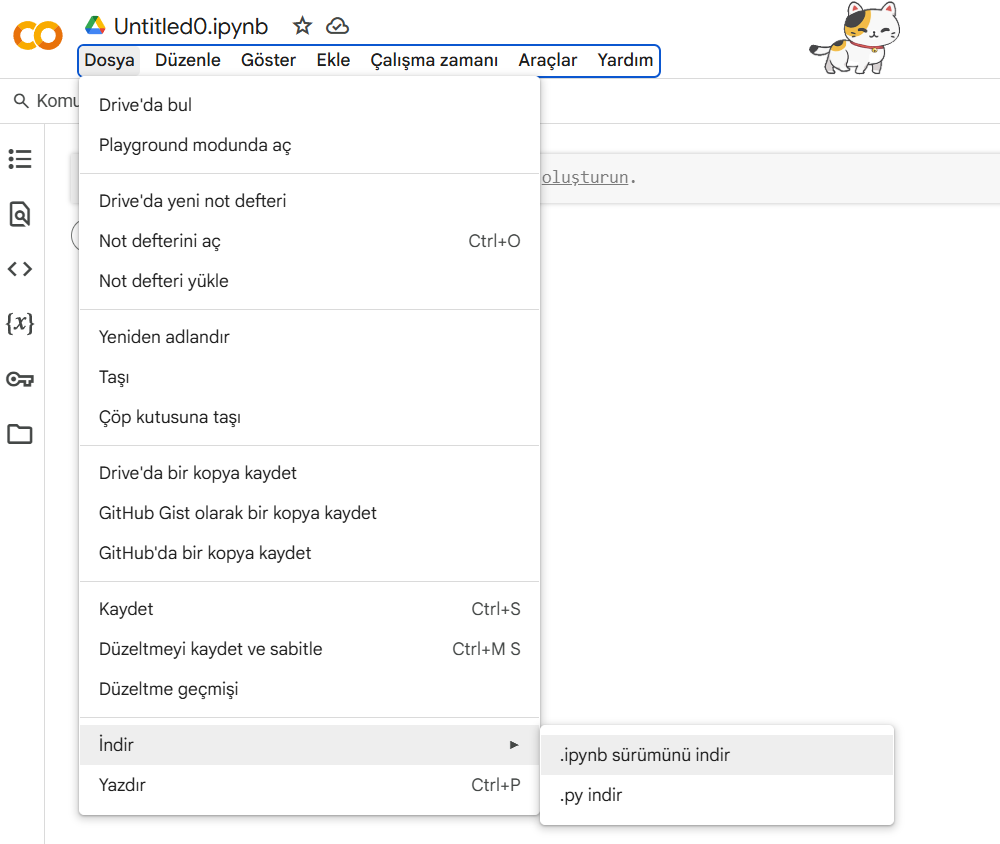 Untitled0.ipynb
Dosya Düzenle Göster Ekle Çalışma zamanı Araçlar Yardım
Komu
Drive'da bul
Playground modunda aç
oluşturun.
Drive'da yeni not defteri
Not defterini aç Ctrl+O
Not defteri yükle
Yeniden adlandır
Taşı
Çöp kutusuna taşı
Drive'da bir kopya kaydet
GitHub Gist olarak bir kopya kaydet
GitHub'da bir kopya kaydet
Kaydet Ctrl+S
Düzeltmeyi kaydet ve sabitle Ctrl+M S
Düzeltme geçmişi
İndir
.ipynb sürümünü indir
Yazdır Ctrl+P
.py indir